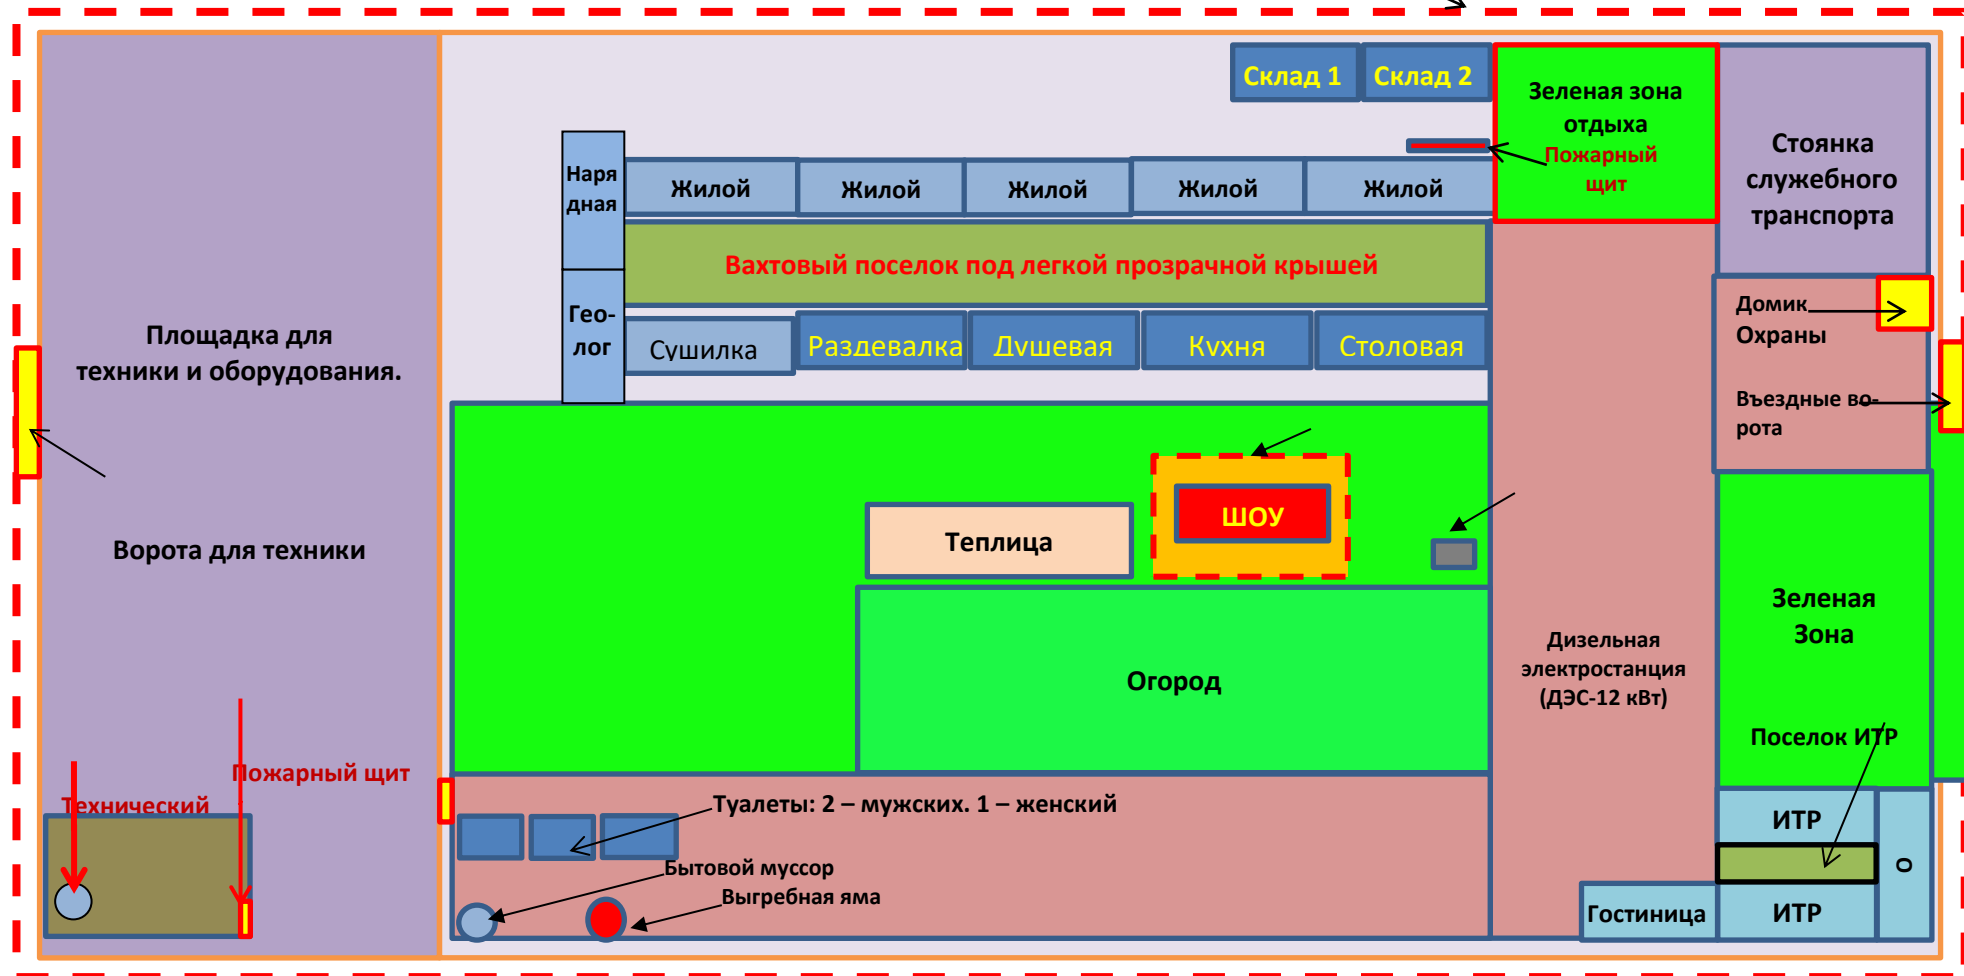 Склад 1
Склад 2
Зеленая зона
отдыха
Пожарный
щит
Стоянка
служебного
транспорта
Наря
дная
Жилой
Жилой
Жилой
Жилой
Жилой
Вахтовый поселок под легкой прозрачной крышей
Гео-
лог
Сушилка
Раздевалка
Душевая
Кухня
Столовая
Домик
Охраны
Въездные во-
рота
Площадка для
техники и оборудования.
Ворота для техники
ШОУ
Теплица
Огород
Дизельная
электростанция
(ДЭС-12 кВт)
Зеленая
Зона
Поселок ИТР
Пожарный щит
Технический
Туалеты: 2 – мужских. 1 – женский
Бытовой муссор
Выгребная яма
ИТР
О
Гостиница
ИТР